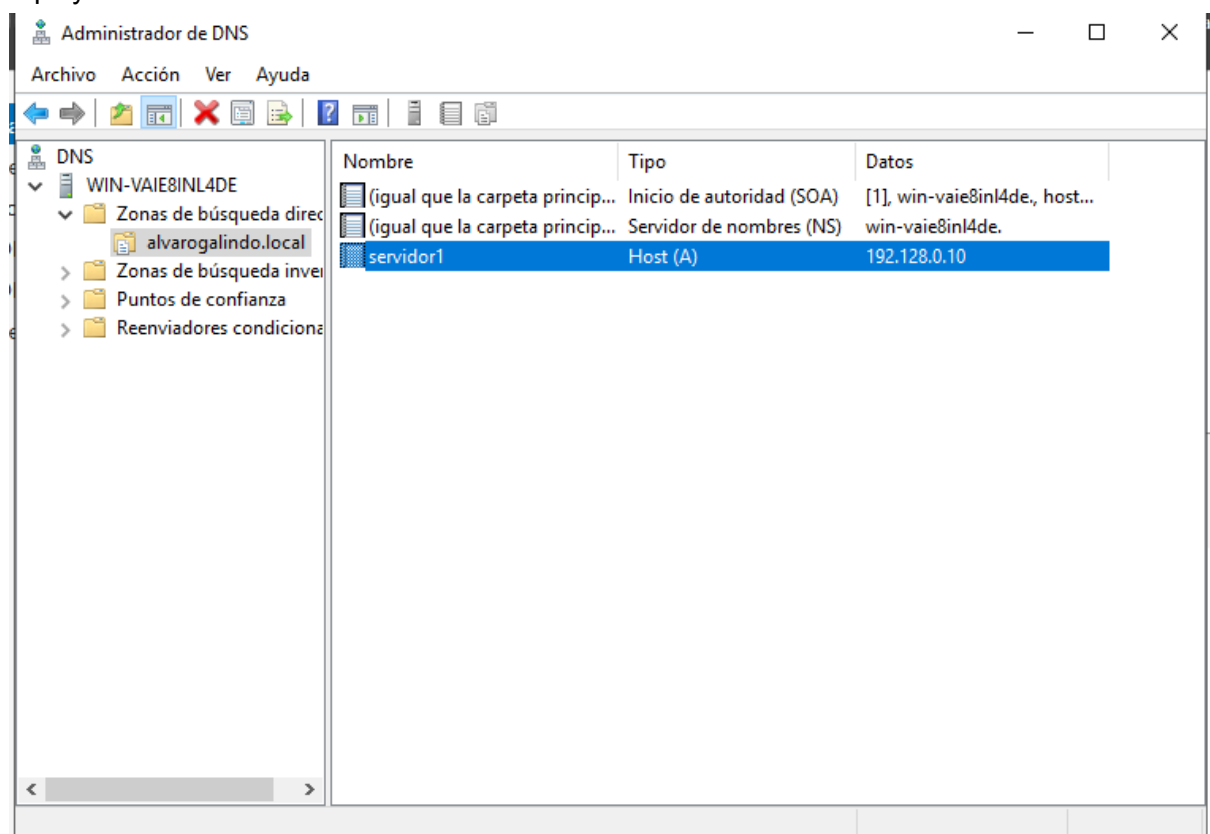 Administrador de DNS
Archivo Acción Ver Ayuda
DNS
WIN-VAIE8INL4DE
Zonas de búsqueda direc
alvarogalindo.local
Zonas de búsqueda inver
Puntos de confianza
Reenviadores condiciona
Nombre Tipo Datos
(igual que la carpeta princip... Inicio de autoridad (SOA) [1], win-vaie8inl4de., host...
(igual que la carpeta princip... Servidor de nombres (NS) win-vaie8inl4de.
servidor1 Host (A) 192.128.0.10